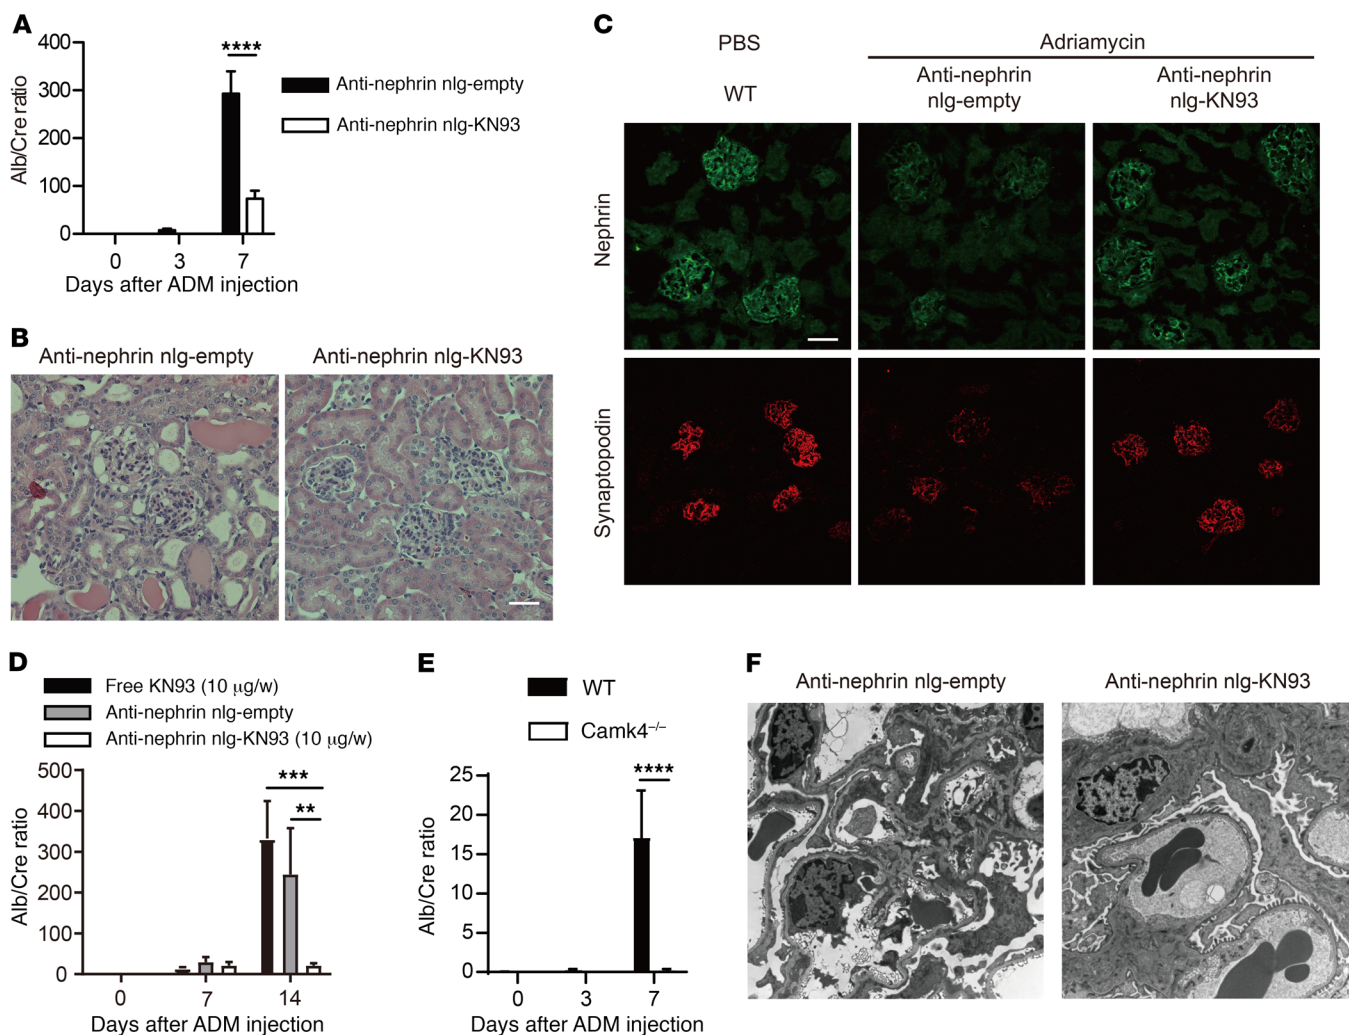 A
400
300
200
100
0
Alb/Cre ratio
****
Anti-nephrin nlg-empty
Anti-nephrin nlg-KN93
0 3 7
Days after ADM injection
B
Anti-nephrin nlg-empty
Anti-nephrin nlg-KN93
C
PBS
Adriamycin
WT
Anti-nephrin
nlg-empty
Anti-nephrin
nlg-KN93
Nephrin
Synaptopodin
D
Free KN93 (10 μg/w)
Anti-nephrin nlg-empty
Anti-nephrin nlg-KN93 (10 μg/w)
500
400
300
200
100
0
Alb/Cre ratio
***
**
0 7 14
Days after ADM injection
E
WT
Camk4⁻/⁻
25
20
15
10
5
0
Alb/Cre ratio
****
0 3 7
Days after ADM injection
F
Anti-nephrin nlg-empty
Anti-nephrin nlg-KN93